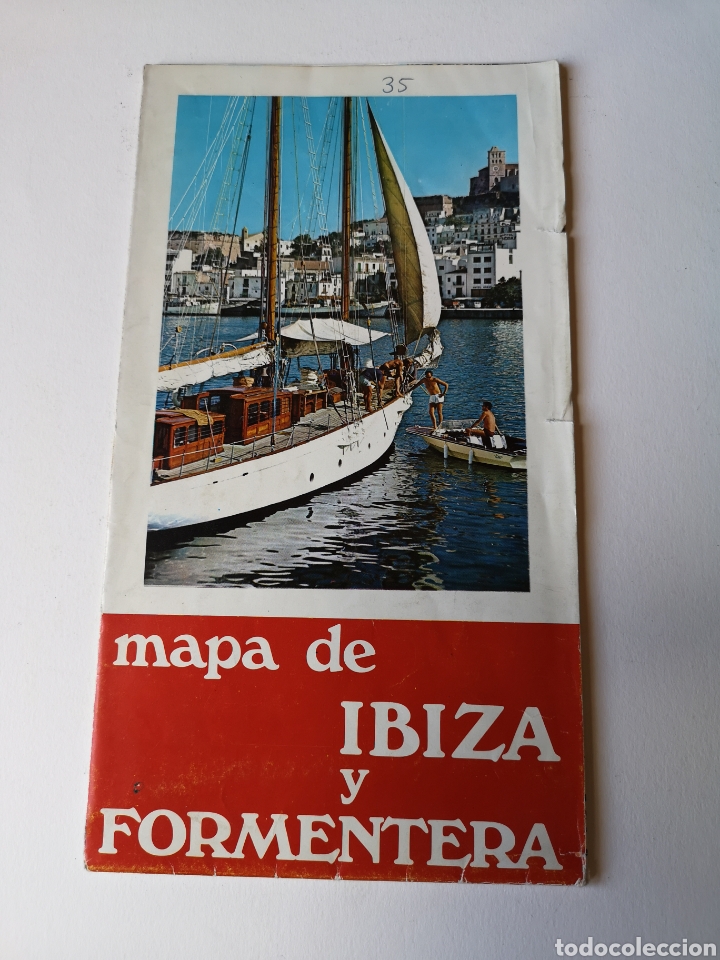 35
mapa de
IBIZA
y
FORMENTERA
todocoleccion